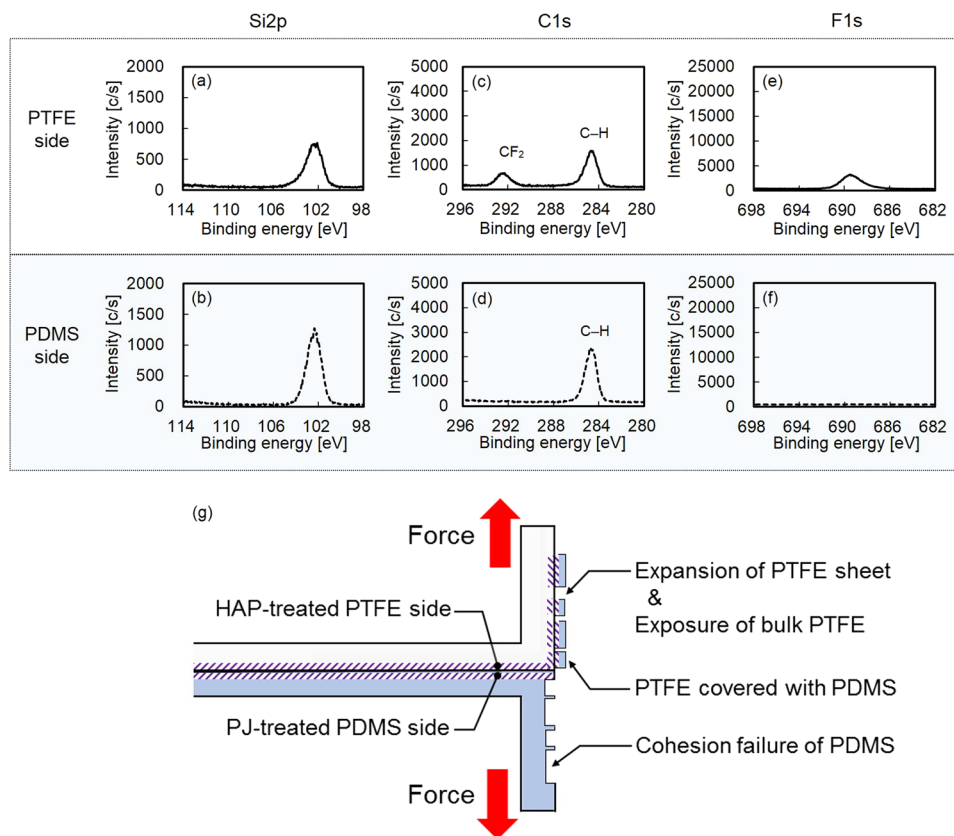 Si2p
C1s
F1s
PTFE
side
(a)
Intensity [c/s]
2000
1500
1000
500
0
114 110 106 102 98
Binding energy [eV]
(c)
CF₂
C–H
Intensity [c/s]
5000
4000
3000
2000
1000
0
296 292 288 284 280
Binding energy [eV]
(e)
Intensity [c/s]
25000
20000
15000
10000
5000
0
698 694 690 686 682
Binding energy [eV]
PDMS
side
(b)
Intensity [c/s]
2000
1500
1000
500
0
114 110 106 102 98
Binding energy [eV]
(d)
C–H
Intensity [c/s]
5000
4000
3000
2000
1000
0
296 292 288 284 280
Binding energy [eV]
(f)
Intensity [c/s]
25000
20000
15000
10000
5000
0
698 694 690 686 682
Binding energy [eV]
(g)
Force
HAP-treated PTFE side
PJ-treated PDMS side
Force
Expansion of PTFE sheet
&
Exposure of bulk PTFE
PTFE covered with PDMS
Cohesion failure of PDMS